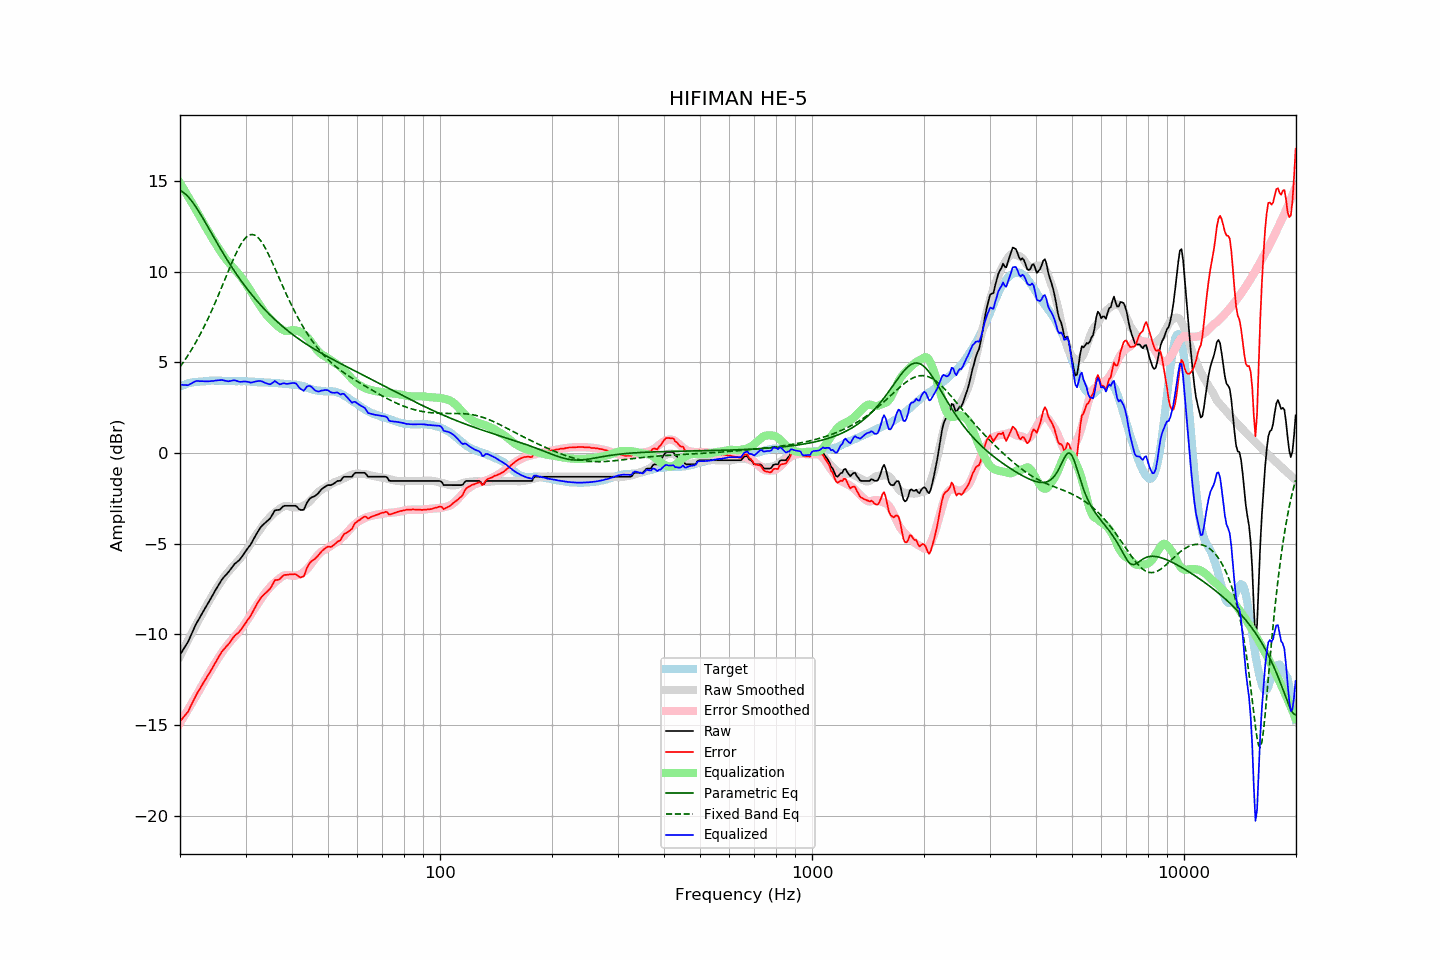 HIFIMAN HE-5
Amplitude (dBr)
15
10
5
0
−5
−10
−15
−20
100
1000
10000
Frequency (Hz)
Target
Raw Smoothed
Error Smoothed
Raw
Error
Equalization
Parametric Eq
Fixed Band Eq
Equalized